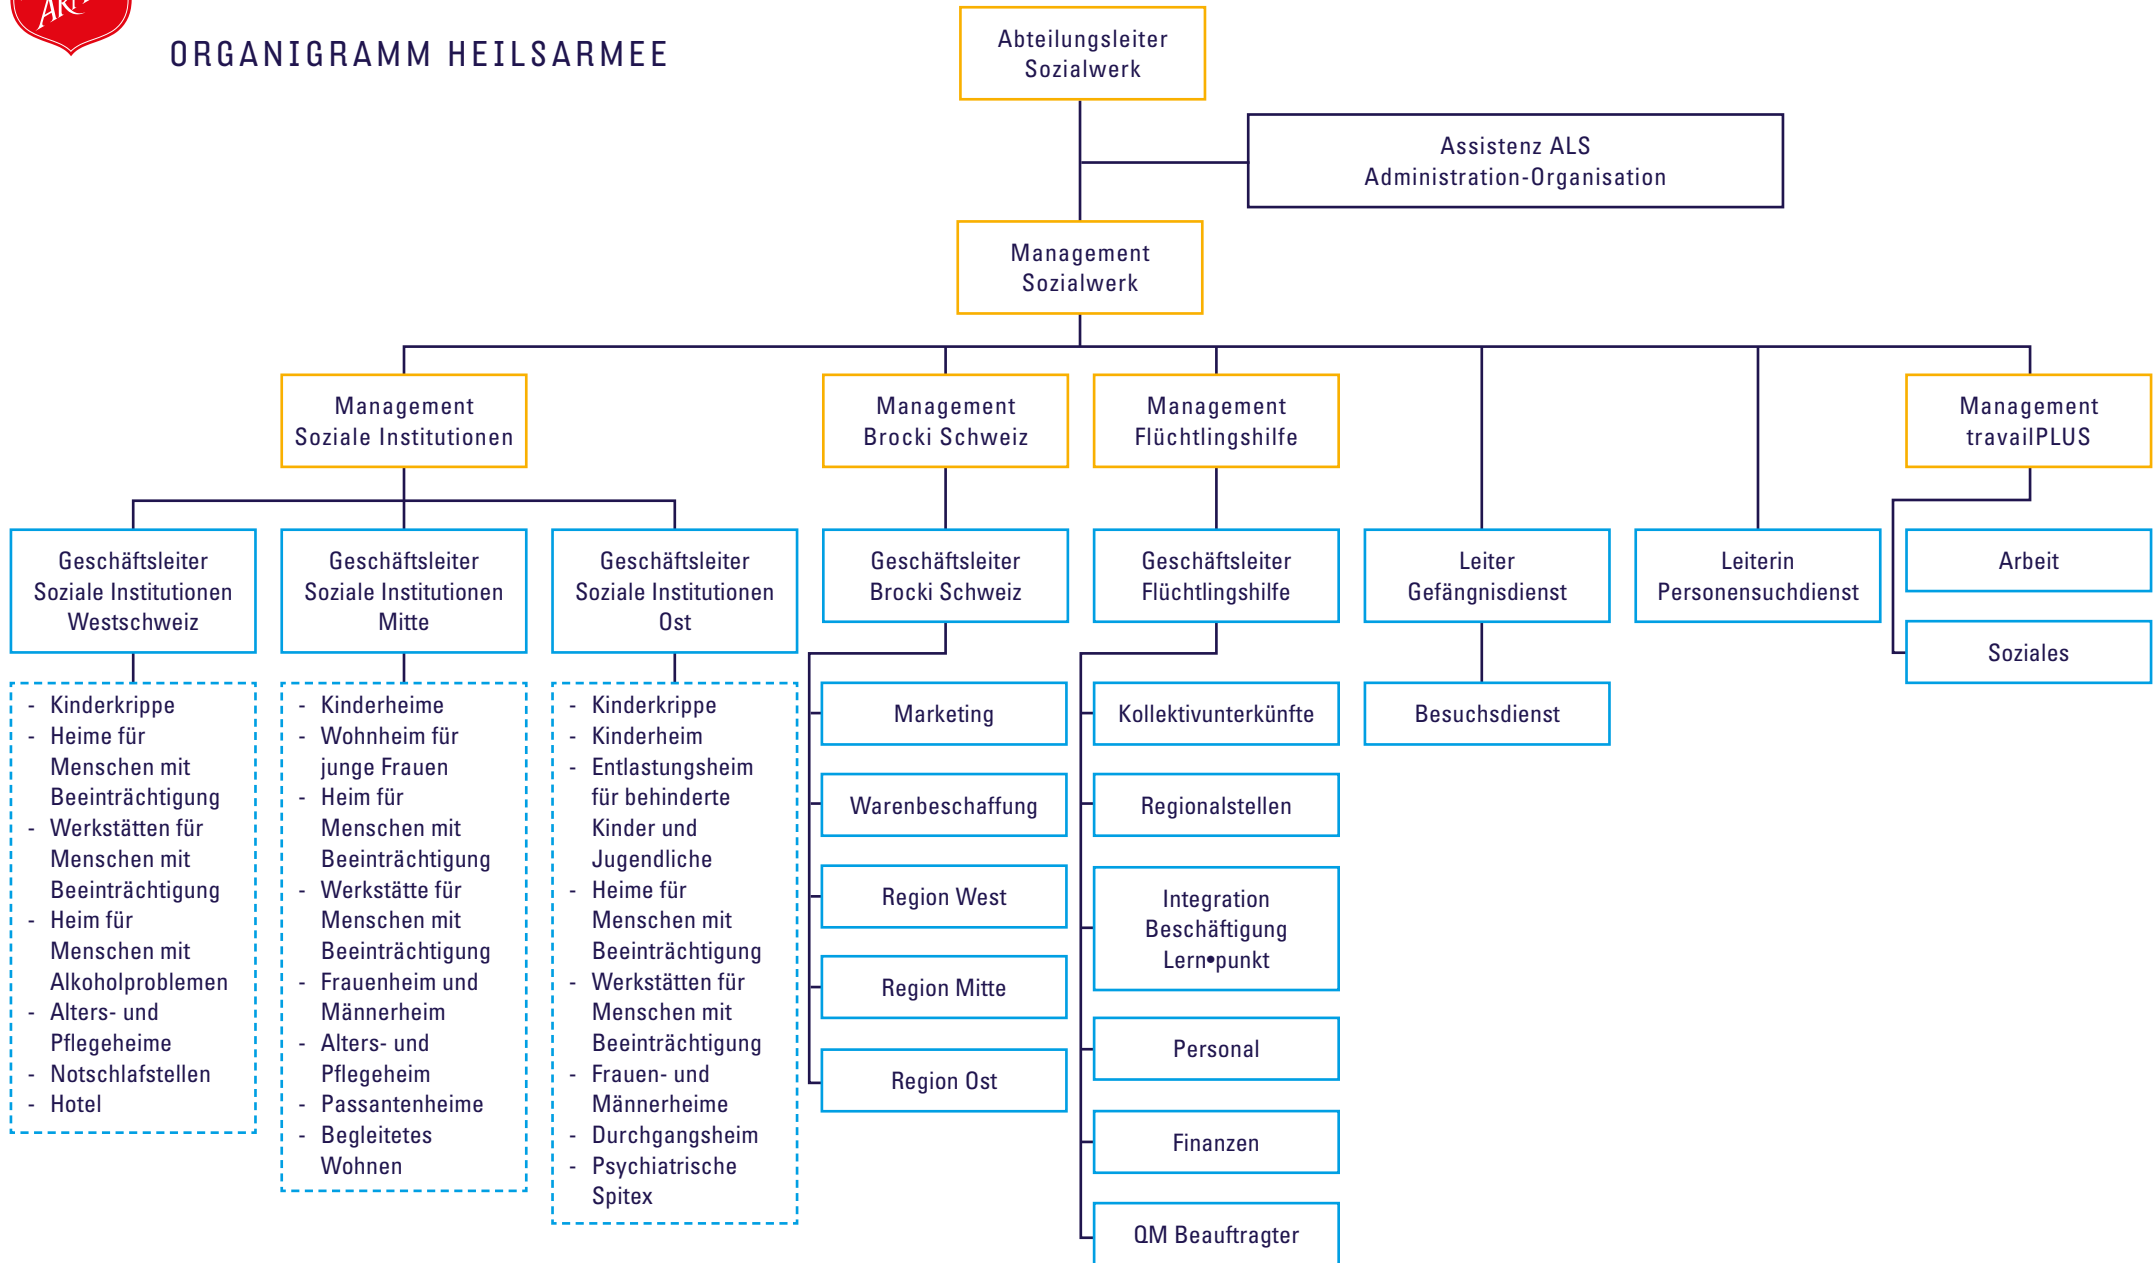 ORGANIGRAMM HEILSARMEE
Abteilungsleiter
Sozialwerk
Assistenz ALS
Administration-Organisation
Management
Sozialwerk
Management
Soziale Institutionen
Management
Brocki Schweiz
Management
Flüchtlingshilfe
Management
travailPLUS
Geschäftsleiter
Soziale Institutionen
Westschweiz
Geschäftsleiter
Soziale Institutionen
Mitte
Geschäftsleiter
Soziale Institutionen
Ost
Geschäftsleiter
Brocki Schweiz
Geschäftsleiter
Flüchtlingshilfe
Leiter
Gefängnisdienst
Leiterin
Personensuchdienst
Arbeit
Soziales
- Kinderkrippe
- Heime für
Menschen mit
Beeinträchtigung
- Werkstätten für
Menschen mit
Beeinträchtigung
- Heim für
Menschen mit
Alkoholproblemen
- Alters- und
Pflegeheime
- Notschlafstellen
- Hotel
- Kinderheime
- Wohnheim für
junge Frauen
- Heim für
Menschen mit
Beeinträchtigung
- Werkstätte für
Menschen mit
Beeinträchtigung
- Frauenheim und
Männerheim
- Alters- und
Pflegeheim
- Passantenheime
- Begleitetes
Wohnen
- Kinderkrippe
- Kinderheim
- Entlastungsheim
für behinderte
Kinder und
Jugendliche
- Heime für
Menschen mit
Beeinträchtigung
- Werkstätten für
Menschen mit
Beeinträchtigung
- Frauen- und
Männerheime
- Durchgangsheim
- Psychiatrische
Spitex
Marketing
Warenbeschaffung
Region West
Region Mitte
Region Ost
Kollektivunterkünfte
Regionalstellen
Integration
Beschäftigung
Lern•punkt
Personal
Finanzen
QM Beauftragter
Besuchsdienst